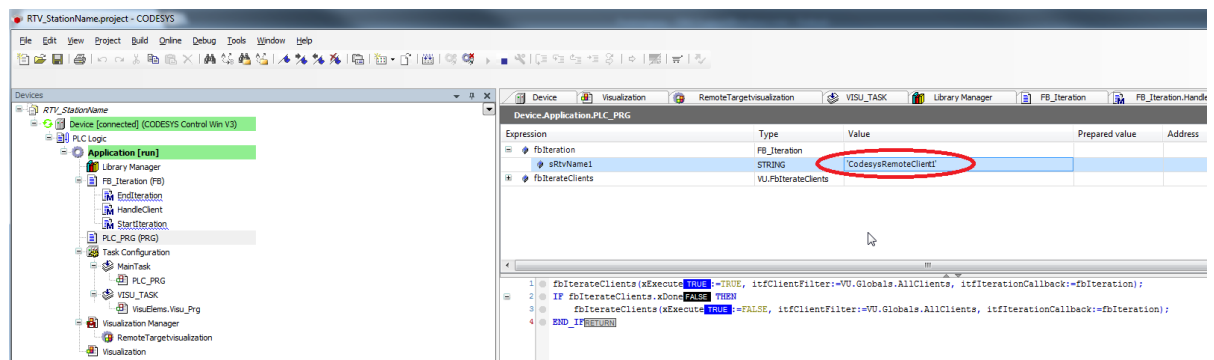 RTV_StationName.project - CODESYS
File Edit View Project Build Online Debug Tools Window Help
Devices
RTV_StationName
Device [connected] (CODESYS Control Win V3)
PLC Logic
Application [run]
Library Manager
FB_Iteration (FB)
EndIteration
HandleClient
StartIteration
PLC_PRG (PRG)
Task Configuration
MainTask
PLC_PRG
VISU_TASK
VisuElems.Visu_Prg
Visualization Manager
RemoteTargetvisualization
Visualization
Device Visualization RemoteTargetvisualization VISU_TASK Library Manager FB_Iteration FB_Iteration.Handle
Device.Application.PLC_PRG
Expression Type Value Prepared value Address
fbIteration FB_Iteration
sRtvName1 STRING 'CodesysRemoteClient1'
fbIterateClients VU.FbIterateClients
1 fbIterateClients(xExecute TRUE :=TRUE, itfClientFilter:=VU.Globals.AllClients, itfIterationCallback:=fbIteration);
2 IF fbIterateClients.xDone FALSE THEN
3 fbIterateClients(xExecute TRUE :=FALSE, itfClientFilter:=VU.Globals.AllClients, itfIterationCallback:=fbIteration);
4 END_IF RETURN